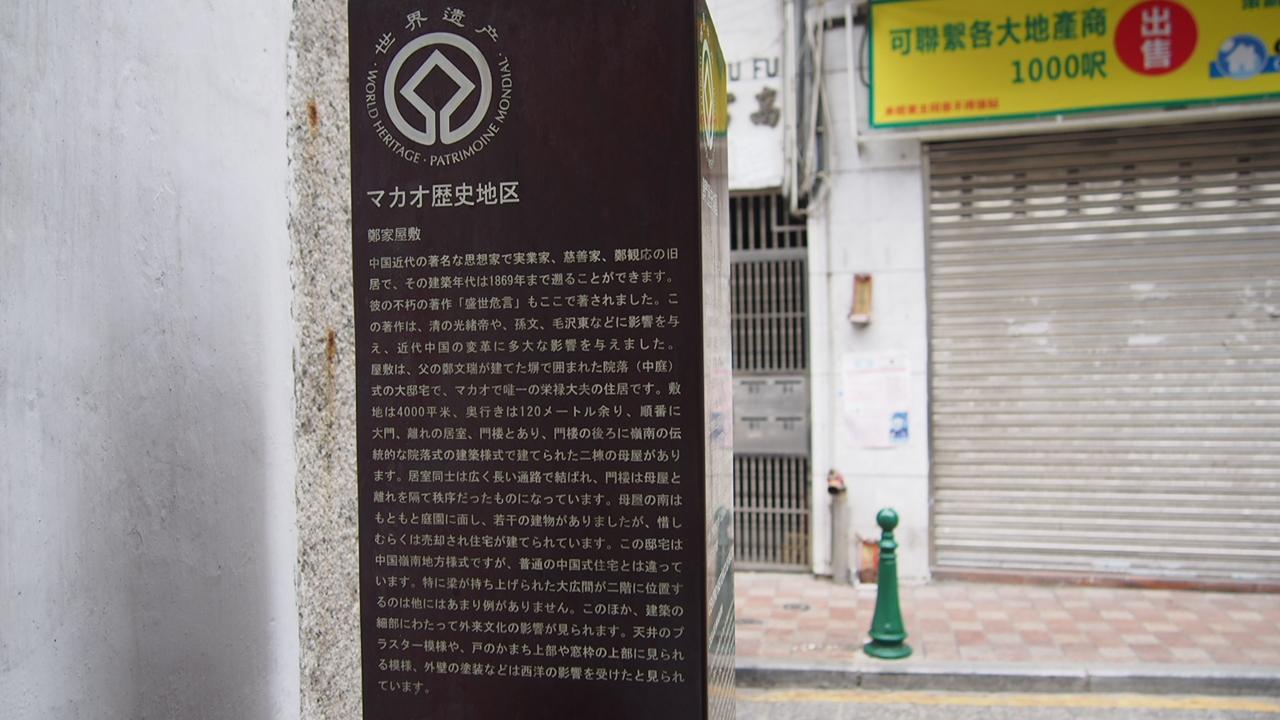 世界遗产
WORLD HERITAGE · PATRIMOINE MONDIAL
マカオ歴史地区
鄭家屋敷
中国近代の著名な思想家で実業家、慈善家、鄭観応の旧
居で、その建築年代は1869年まで遡ることができます。
彼の不朽の著作「盛世危言」もここで著されました。こ
の著作は、清の光緒帝や、孫文、毛沢東などに影響を与
え、近代中国の変革に多大な影響を与えました。
屋敷は、父の鄭文瑞が建てた塀で囲まれた院落（中庭）
式の大邸宅で、マカオで唯一の栄禄大夫の住居です。敷
地は4000平米、奥行きは120メートル余り、順番に
大門、離れの居室、門楼とあり、門楼の後ろに嶺南の伝
統的な院落式の建築様式で建てられた二棟の母屋があり
ます。居室同士は広く長い通路で結ばれ、門楼は母屋と
離れを隔て秩序だったものになっています。母屋の南は
もともと庭園に面し、若干の建物がありましたが、惜し
むらくは売却され住宅が建てられています。この邸宅は
中国嶺南地方様式ですが、普通の中国式住宅とは違って
います。特に梁が持ち上げられた大広間が二階に位置す
るのは他にはあまり例がありません。このほか、建築の
細部にわたって外来文化の影響が見られます。天井のプ
ラスター模様や、戸のかまち上部や窓枠の上部に見られ
る模様、外壁の塗装などは西洋の影響を受けたと見られ
ています。
U FU
高
可聯繫各大地產商
1000呎
出售